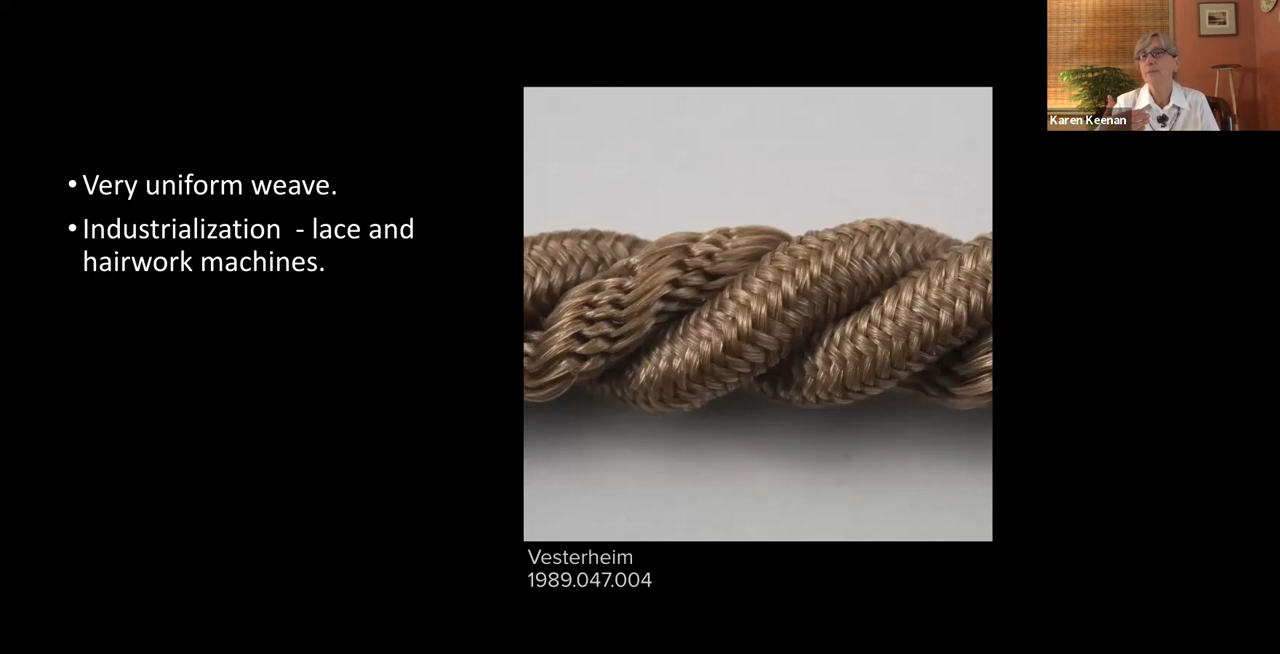 • Very uniform weave.
• Industrialization  - lace and
hairwork machines.
Vesterheim
1989.047.004
Karen Keenan